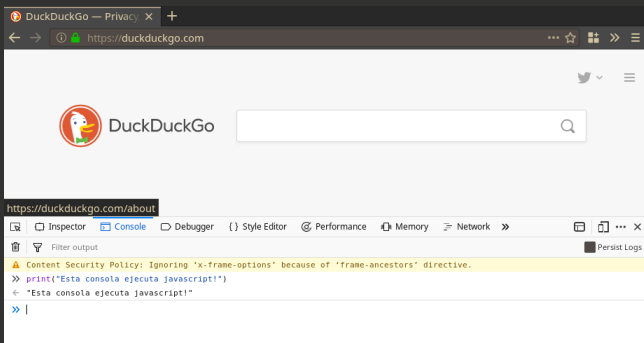 DuckDuckGo — Privacy,
https://duckduckgo.com
DuckDuckGo
https://duckduckgo.com/about
Inspector Console Debugger {} Style Editor Performance Memory Network »
Filter output Persist Logs
Content Security Policy: Ignoring ‘x-frame-options’ because of ‘frame-ancestors’ directive.
» print("Esta consola ejecuta javascript!")
← "Esta consola ejecuta javascript!"
»